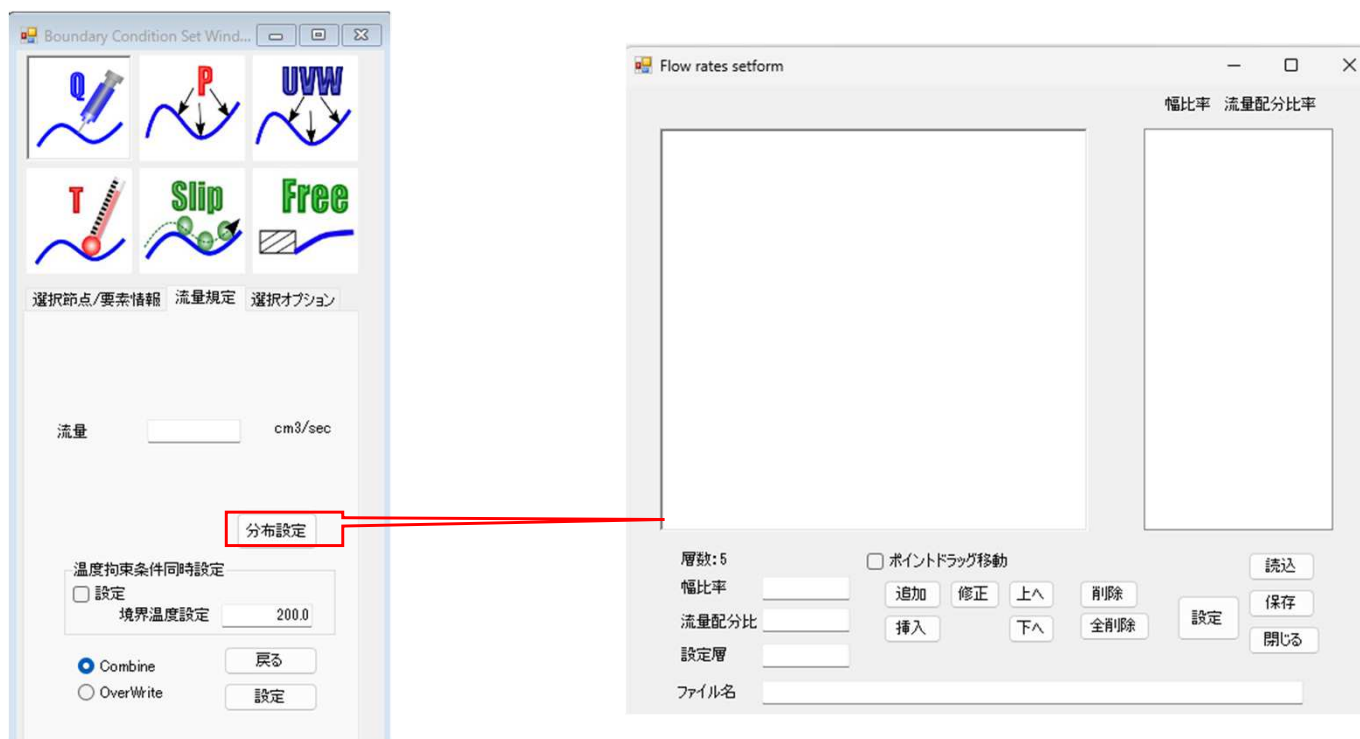 Boundary Condition Set Wind...
Q
P
UVW
T
Slip
Free
選択節点/要素情報 流量規定 選択オプション
流量 cm3/sec
分布設定
温度拘束条件同時設定
設定
境界温度設定 200.0
Combine
OverWrite
戻る
設定
Flow rates setform
幅比率 流量配分比率
層数:5
幅比率
流量配分比
設定層
ファイル名
ポイントドラッグ移動
追加 修正 上へ 削除
挿入 下へ 全削除
設定
読込
保存
閉じる